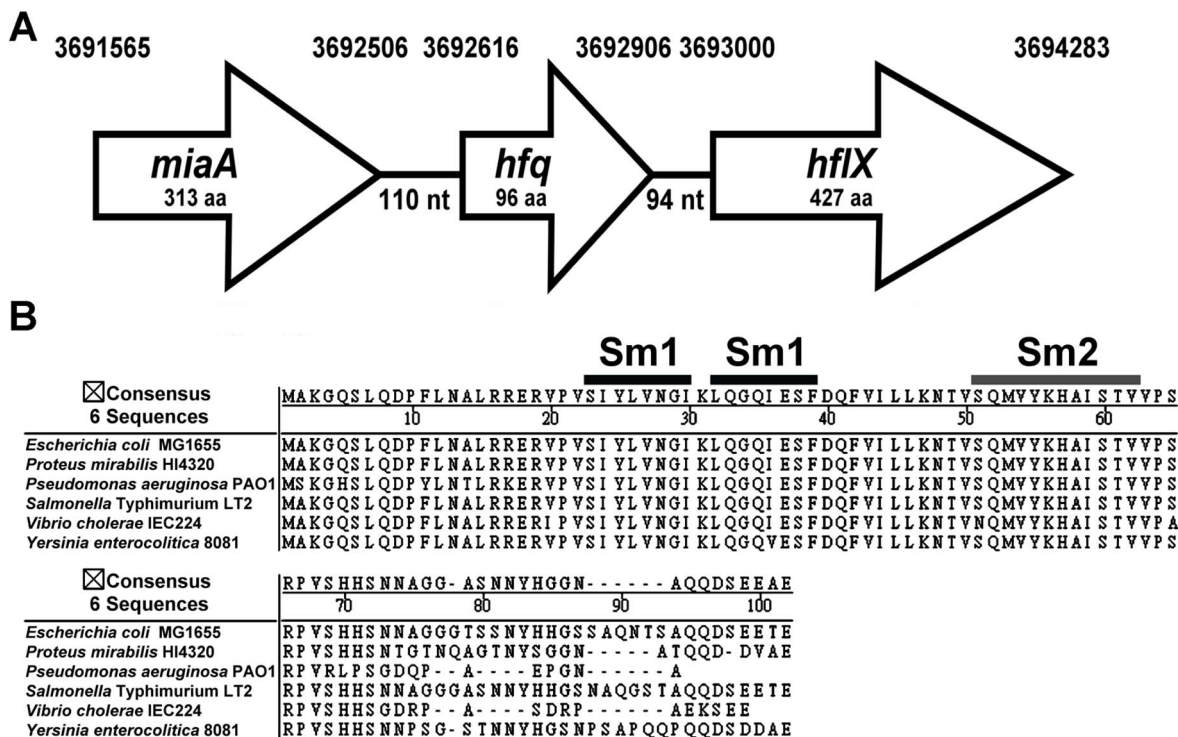 A
3691565 3692506 3692616 3692906 3693000 3694283
miaA hfq hflX
313 aa 110 nt 96 aa 94 nt 427 aa
B
Sm1 Sm1 Sm2
Consensus MAKGQSLQDPFLNALRRERVPVSIYLVNGIKLQGQIESFDQFVILLKNTVSQMVYKHAISTVVPS
6 Sequences 10 20 30 40 50 60
Escherichia coli MG1655 MAKGQSLQDPFLNALRRERVPVSIYLVNGIKLQGQIESFDQFVILLKNTVSQMVYKHAISTVVPS
Proteus mirabilis HI4320 MAKGQSLQDPFLNALRRERVPVSIYLVNGIKLQGQIESFDQFVILLKNTVSQMVYKHAISTVVPS
Pseudomonas aeruginosa PAO1 MSKGHSLQDPYLNTLRKERVPVSIYLVNGIKLQGQIESFDQFVILLKNTVSQMVYKHAISTVVPS
Salmonella Typhimurium LT2 MAKGQSLQDPFLNALRRERVPVSIYLVNGIKLQGQIESFDQFVILLKNTVSQMVYKHAISTVVPS
Vibrio cholerae IEC224 MAKGQSLQDPFLNALRRERIPVSIYLVNGIKLQGQIESFDQFVILLKNTVNQMVYKHAISTVVPA
Yersinia enterocolitica 8081 MAKGQSLQDPFLNALRRERVPVSIYLVNGIKLQGQVESFDQFVILLKNTVSQMVYKHAISTVVPS
Consensus RPVSHHSNNAGG-ASNNYHGGN------AQQDSEEAE
6 Sequences 70 80 90 100
Escherichia coli MG1655 RPVSHHSNNAGGGTSSNYHHGSSAQNTSAQQDSEETE
Proteus mirabilis HI4320 RPVSHHSNTGTNQAGTNYSGGN-----ATQQD-DVAE
Pseudomonas aeruginosa PAO1 RPVRLPSGDQP--A----EPGN------A
Salmonella Typhimurium LT2 RPVSHHSNNAGGGASNNYHHGSNAQGSTAQQDSEETE
Vibrio cholerae IEC224 RPVSHHSGDRP--A----SDRP------AEKSEE
Yersinia enterocolitica 8081 RPVSHHSNNPSG-STNNYHGSNPSAPQQPQQDSDDAE